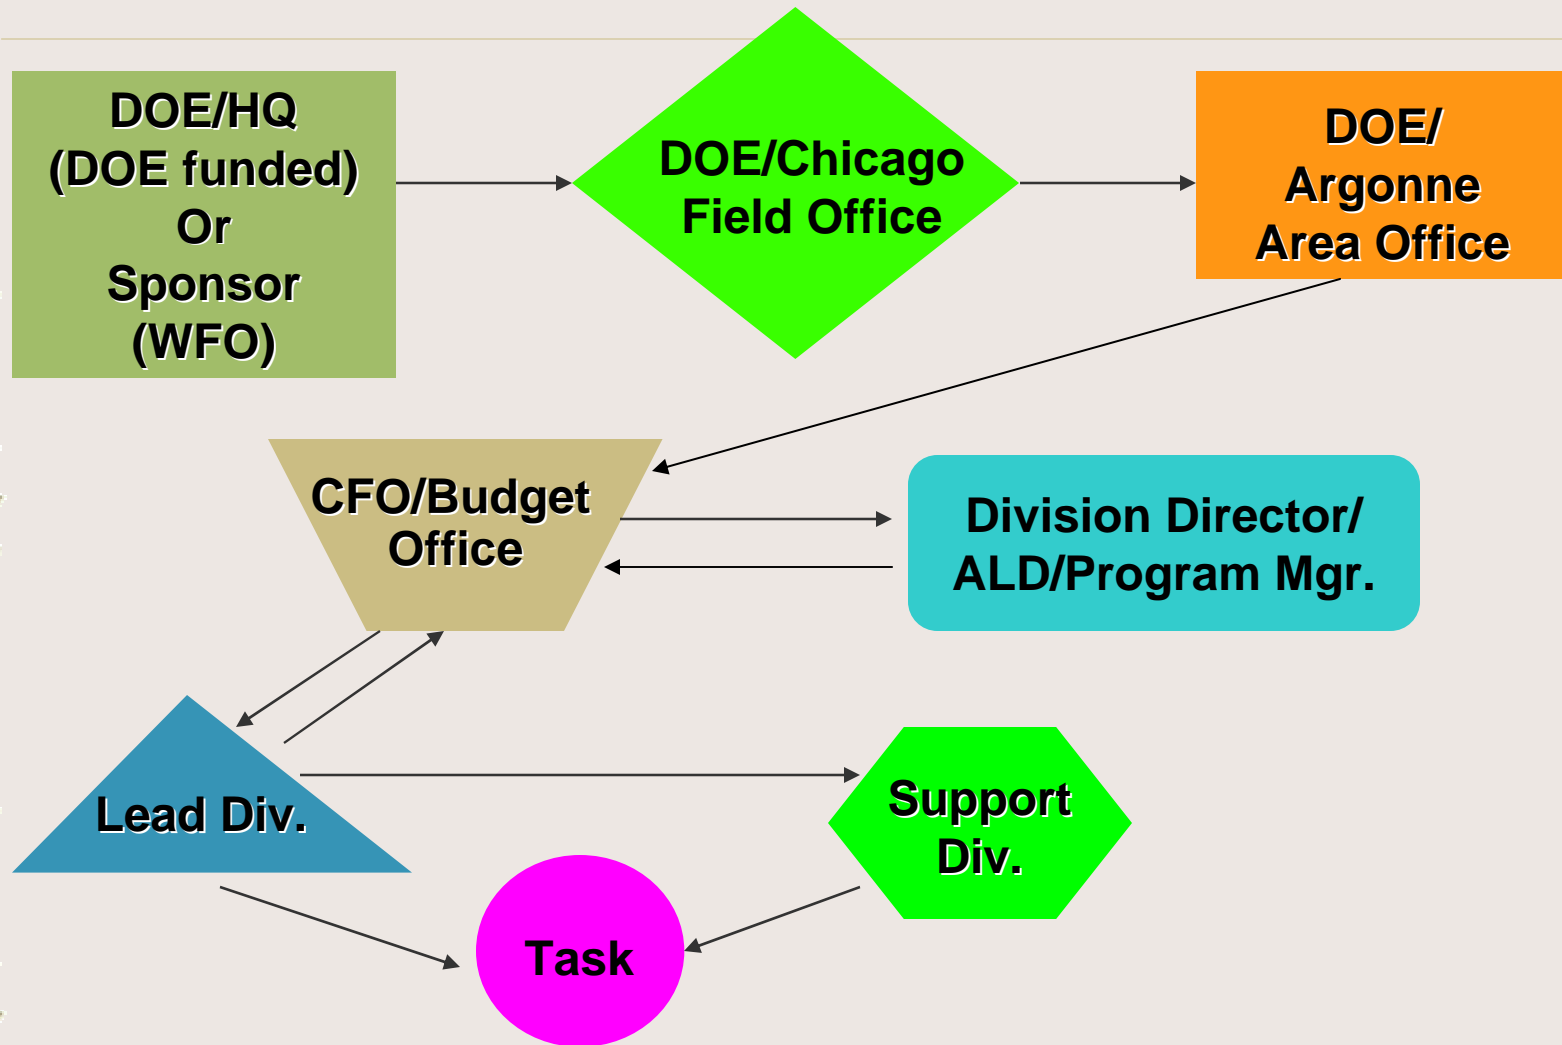 DOE/HQ
(DOE funded)
Or
Sponsor
(WFO)
DOE/Chicago
Field Office
DOE/
Argonne
Area Office
CFO/Budget
Office
Division Director/
ALD/Program Mgr.
Lead Div.
Support
Div.
Task